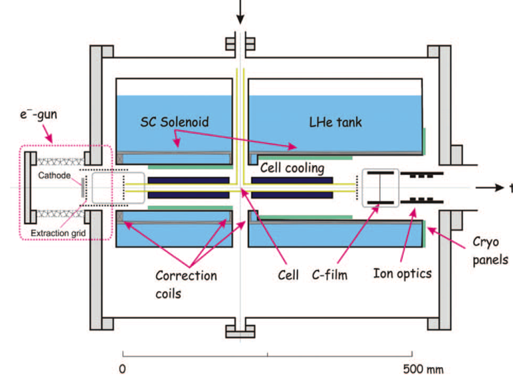 e⁻-gun
SC Solenoid
LHe tank
Cell cooling
Cathode
Extraction grid
Correction
coils
Cell
C-film
Ion optics
Cryo
panels
0
500 mm